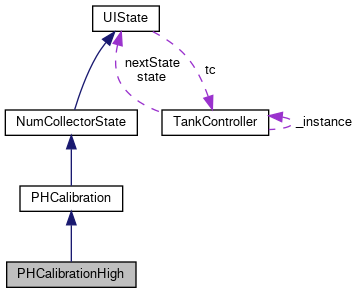 UIState
nextState
state
tc
NumCollectorState
TankController
_instance
PHCalibration
PHCalibrationHigh